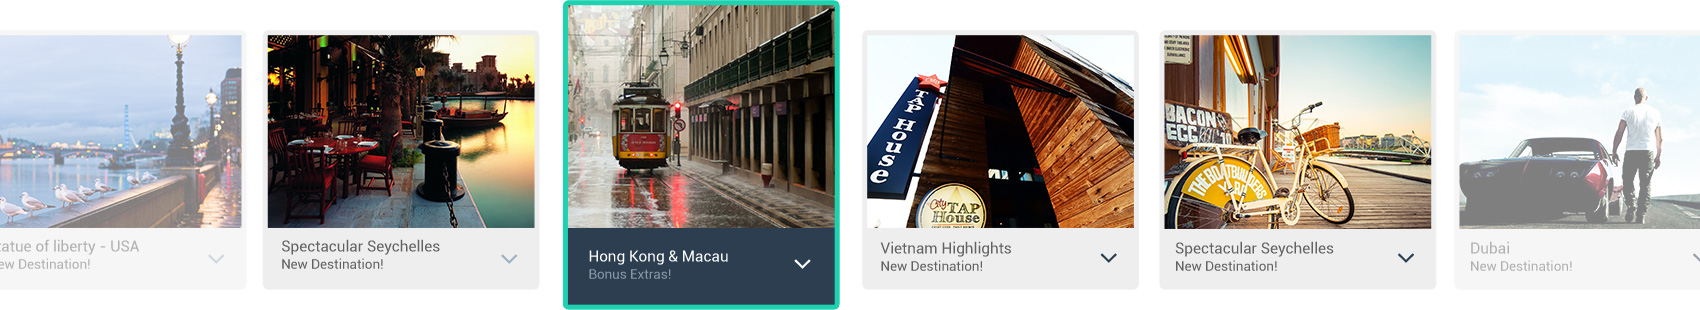 tatue of liberty - USA
ew Destination!
Spectacular Seychelles
New Destination!
Hong Kong & Macau
Bonus Extras!
TAP HOUSE
City
TAP
House
Vietnam Highlights
New Destination!
BACON
EGG
THE BOATBUILDERS
YARD
Spectacular Seychelles
New Destination!
Dubai
New Destination!